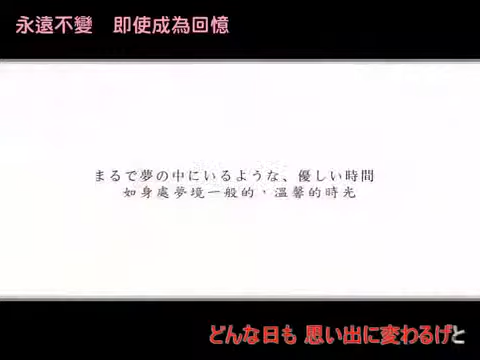 永遠不變 即使成為回憶
まるで夢の中にいるような、優しい時間
如身處夢境一般的，溫馨的時光
どんな日も 思い出に変わるげと